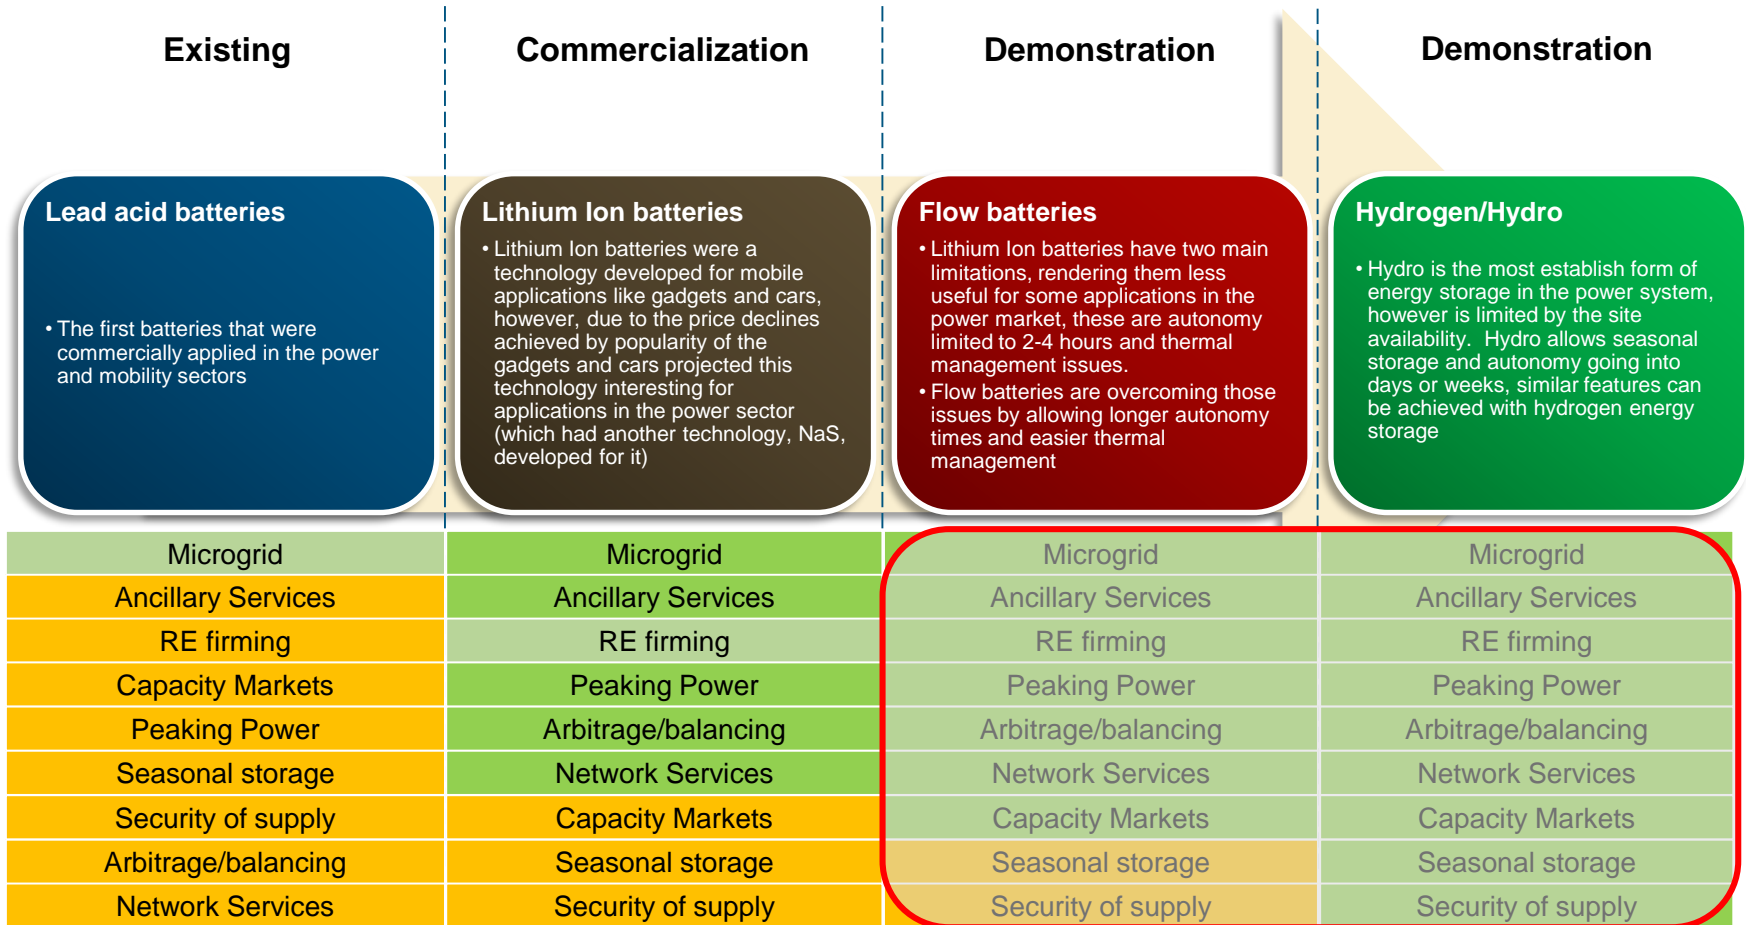 Existing
Commercialization
Demonstration
Demonstration
Lead acid batteries
• The first batteries that were
commercially applied in the power
and mobility sectors
Lithium Ion batteries
• Lithium Ion batteries were a
technology developed for mobile
applications like gadgets and cars,
however, due to the price declines
achieved by popularity of the
gadgets and cars projected this
technology interesting for
applications in the power sector
(which had another technology, NaS,
developed for it)
Flow batteries
• Lithium Ion batteries have two main
limitations, rendering them less
useful for some applications in the
power market, these are autonomy
limited to 2-4 hours and thermal
management issues.
• Flow batteries are overcoming those
issues by allowing longer autonomy
times and easier thermal
management
Hydrogen/Hydro
• Hydro is the most establish form of
energy storage in the power system,
however is limited by the site
availability. Hydro allows seasonal
storage and autonomy going into
days or weeks, similar features can
be achieved with hydrogen energy
storage
Microgrid
Microgrid
Microgrid
Microgrid
Ancillary Services
Ancillary Services
Ancillary Services
Ancillary Services
RE firming
RE firming
RE firming
RE firming
Capacity Markets
Peaking Power
Peaking Power
Peaking Power
Peaking Power
Arbitrage/balancing
Arbitrage/balancing
Arbitrage/balancing
Seasonal storage
Network Services
Network Services
Network Services
Security of supply
Capacity Markets
Capacity Markets
Capacity Markets
Arbitrage/balancing
Seasonal storage
Seasonal storage
Seasonal storage
Network Services
Security of supply
Security of supply
Security of supply